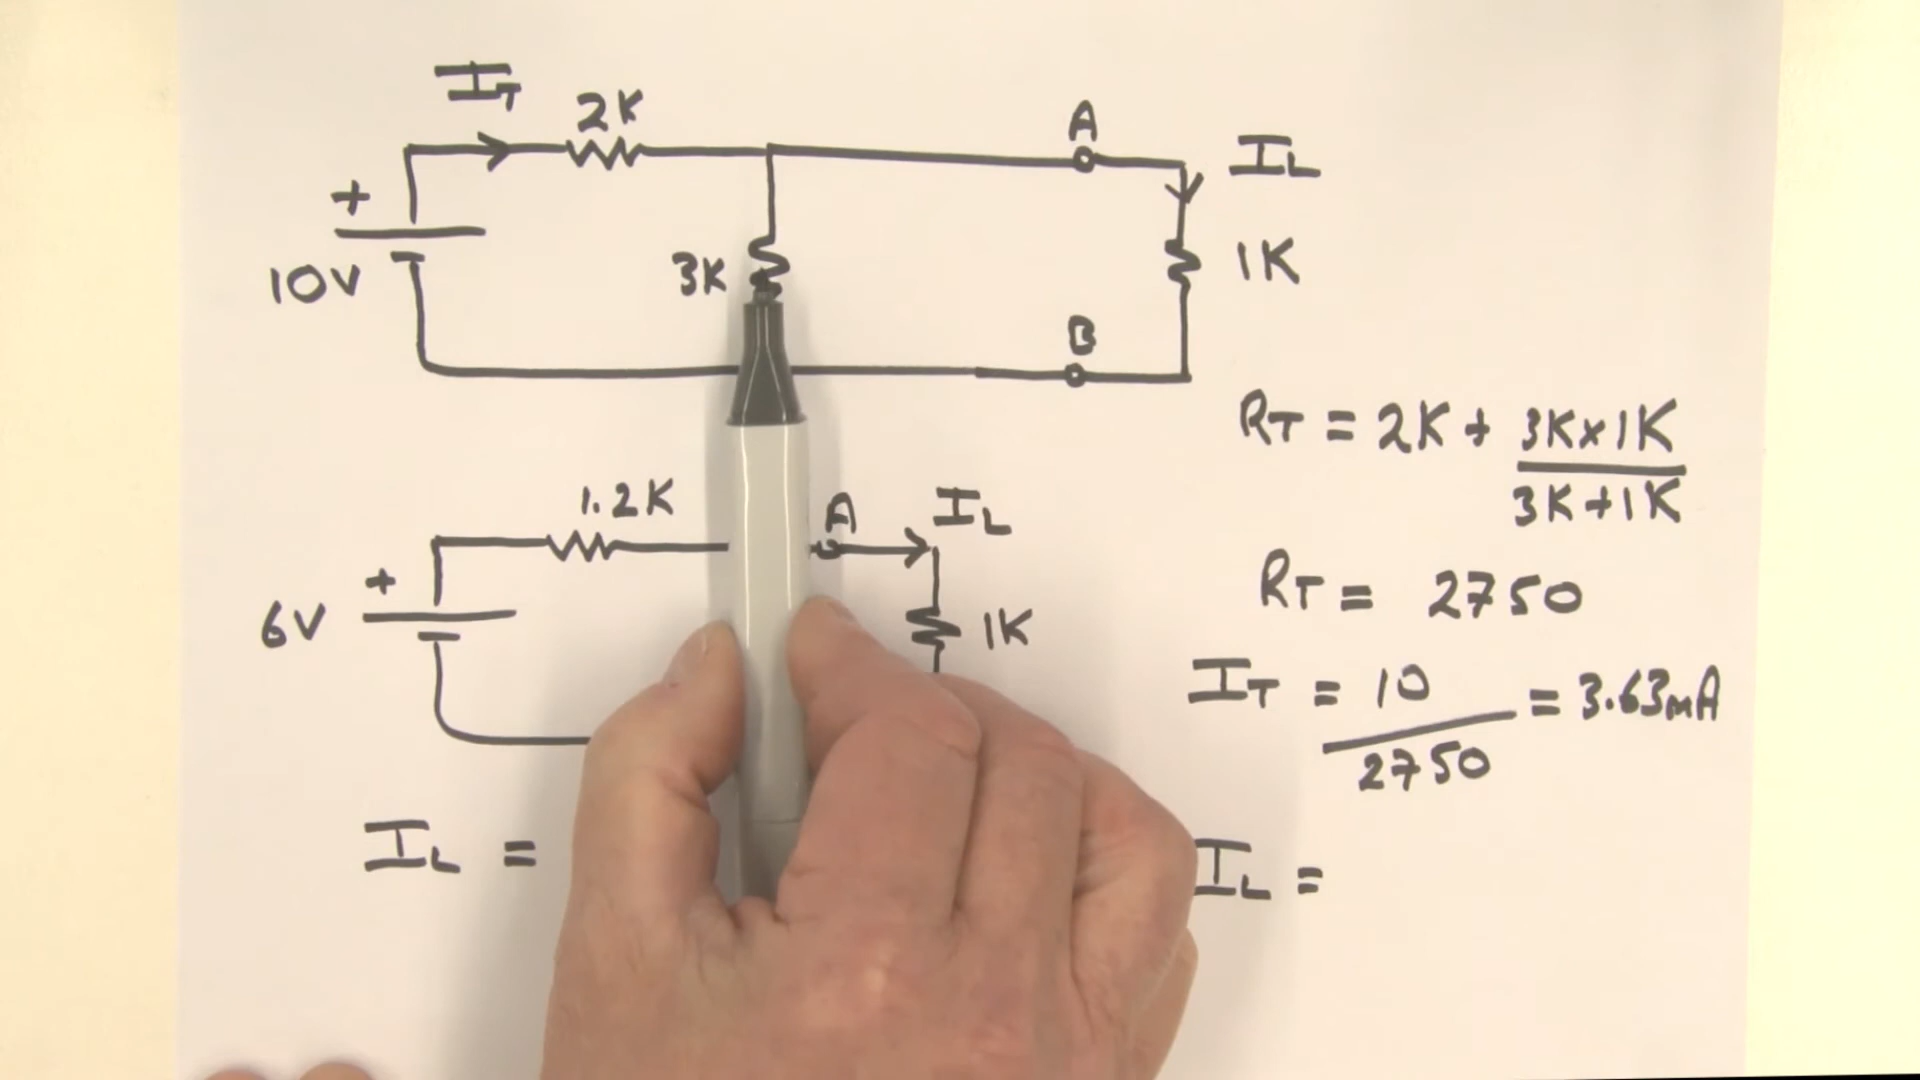 IT
2K
A
IL
+
10V
3K
1K
B
RT = 2K + 3K×1K
3K+1K
1.2K
A
IL
+
6V
1K
RT = 2750
IT = 10 = 3.63mA
2750
IL =
IL =